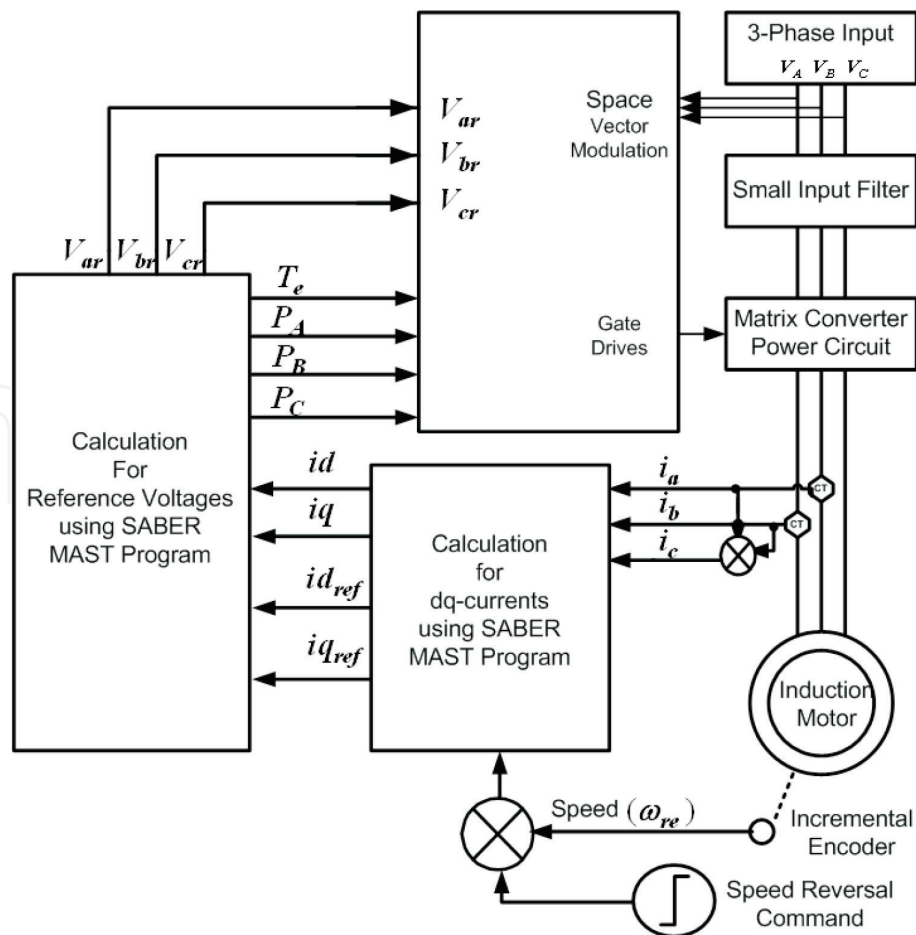 3-Phase Input
V_A V_B V_C
Space
Vector
Modulation
V_ar
V_br
V_cr
Small Input Filter
V_ar V_br V_cr
T_e
P_A
P_B
P_C
Gate
Drives
Matrix Converter
Power Circuit
Calculation
For
Reference Voltages
using SABER
MAST Program
id
iq
id_ref
iq_ref
Calculation
for
dq-currents
using SABER
MAST Program
i_a
i_b
i_c
CT
CT
Induction
Motor
Speed (ω_re)
Incremental
Encoder
Speed Reversal
Command